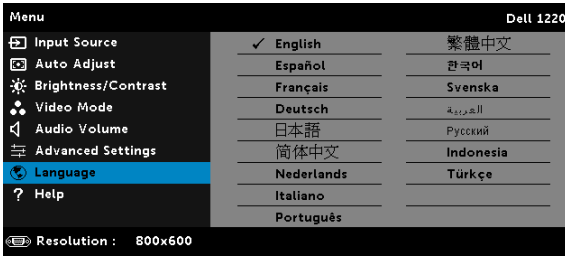 Menu
Dell 1220
Input Source
Auto Adjust
Brightness/Contrast
Video Mode
Audio Volume
Advanced Settings
Language
Help
English
Español
Français
Deutsch
日本語
简体中文
Nederlands
Italiano
Português
繁體中文
한국어
Svenska
العربية
Русский
Indonesia
Türkçe
Resolution : 800x600